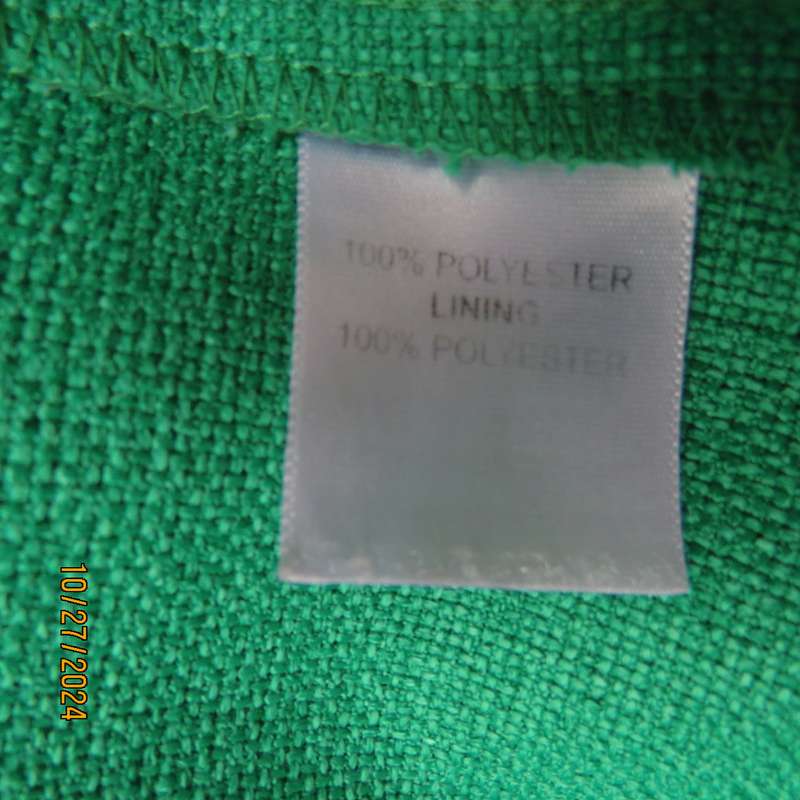 100% POLYESTER
LINING
100% POLYESTER
10/27/2024